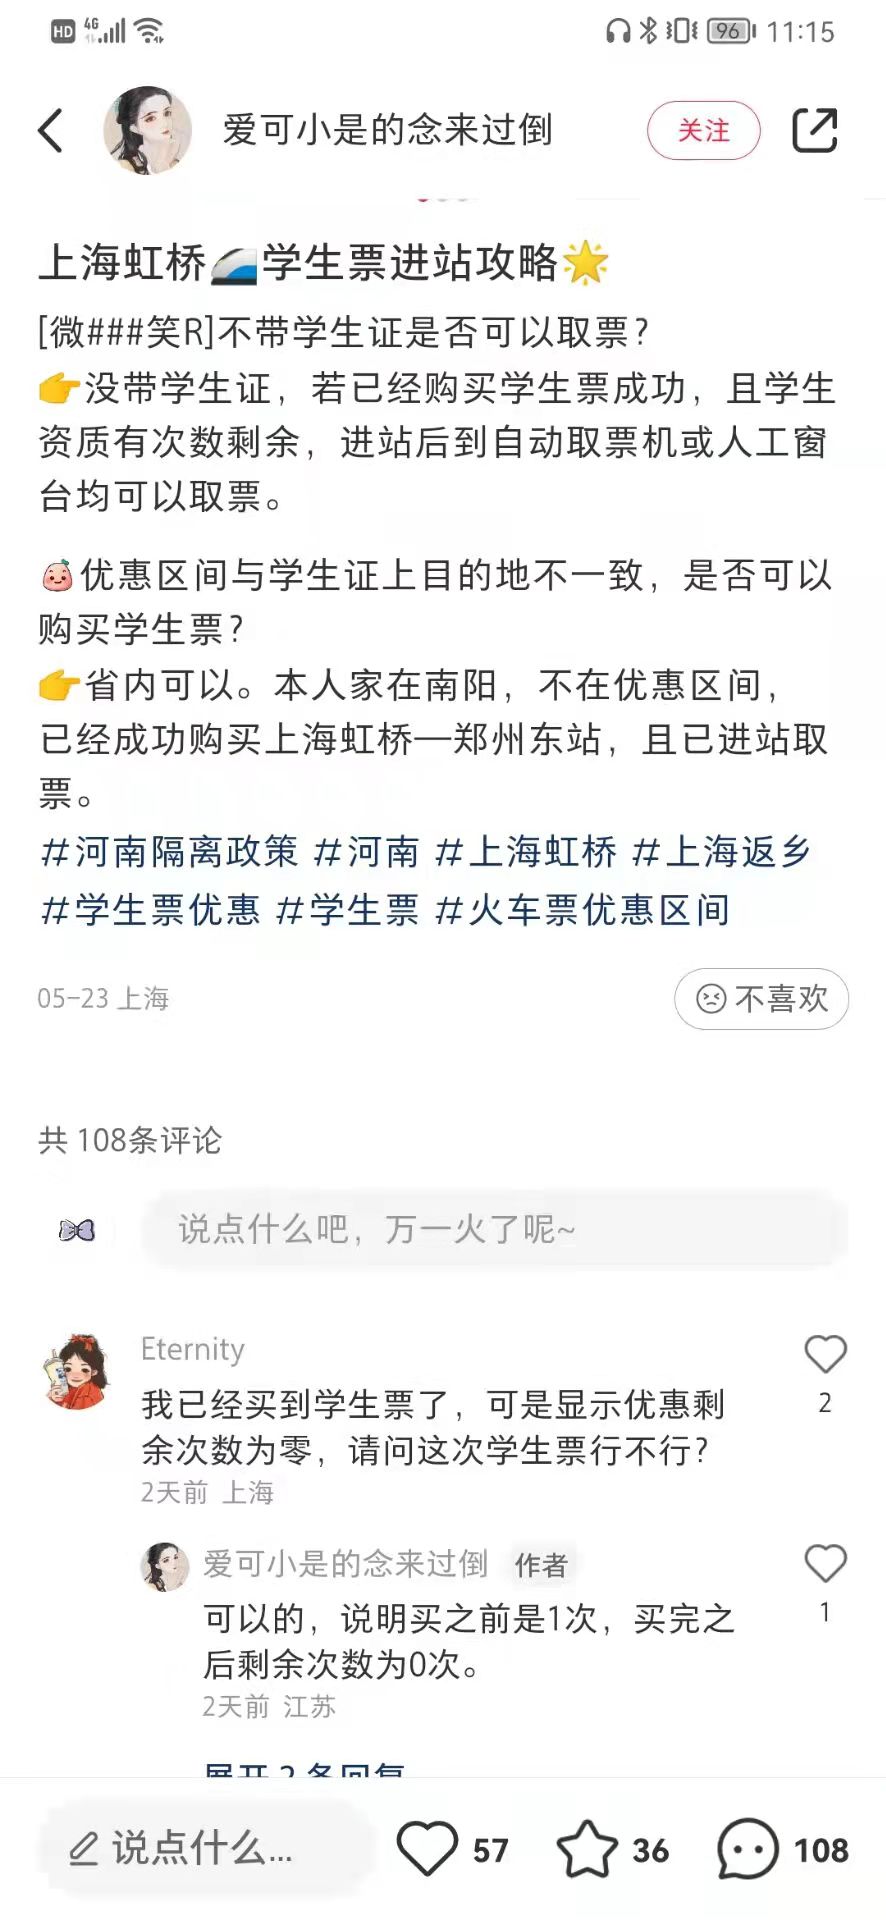 HD 4G 96 11:15
爱可小是的念来过倒 关注
上海虹桥🚄学生票进站攻略🌟
[微###笑R]不带学生证是否可以取票?
👉没带学生证，若已经购买学生票成功，且学生
资质有次数剩余，进站后到自动取票机或人工窗
台均可以取票。
优惠区间与学生证上目的地不一致，是否可以
购买学生票?
👉省内可以。本人家在南阳，不在优惠区间，
已经成功购买上海虹桥—郑州东站，且已进站取
票。
#河南隔离政策 #河南 #上海虹桥 #上海返乡
#学生票优惠 #学生票 #火车票优惠区间
05-23 上海 不喜欢
共 108条评论
说点什么吧，万一火了呢~
Eternity
我已经买到学生票了，可是显示优惠剩
余次数为零，请问这次学生票行不行?
2
2天前 上海
爱可小是的念来过倒 作者
可以的，说明买之前是1次，买完之
后剩余次数为0次。
1
2天前 江苏
展开 2 条回复
说点什么... 57 36 108